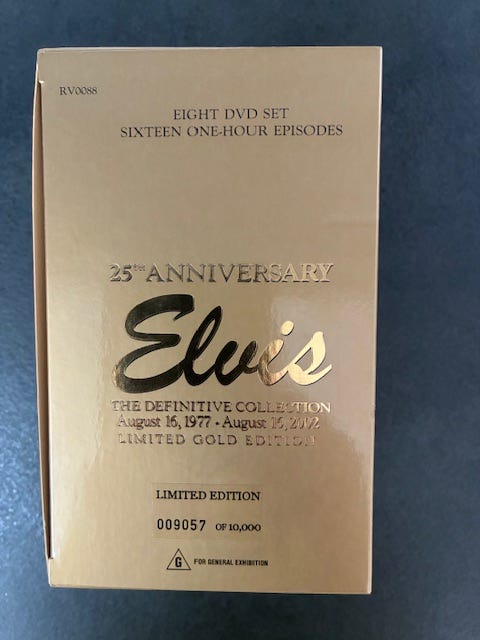 RV0088
EIGHT DVD SET
SIXTEEN ONE-HOUR EPISODES
25TH ANNIVERSARY
Elvis
THE DEFINITIVE COLLECTION
August 16, 1977 • August 16, 2002
LIMITED GOLD EDITION
LIMITED EDITION
009057 OF 10,000
G FOR GENERAL EXHIBITION